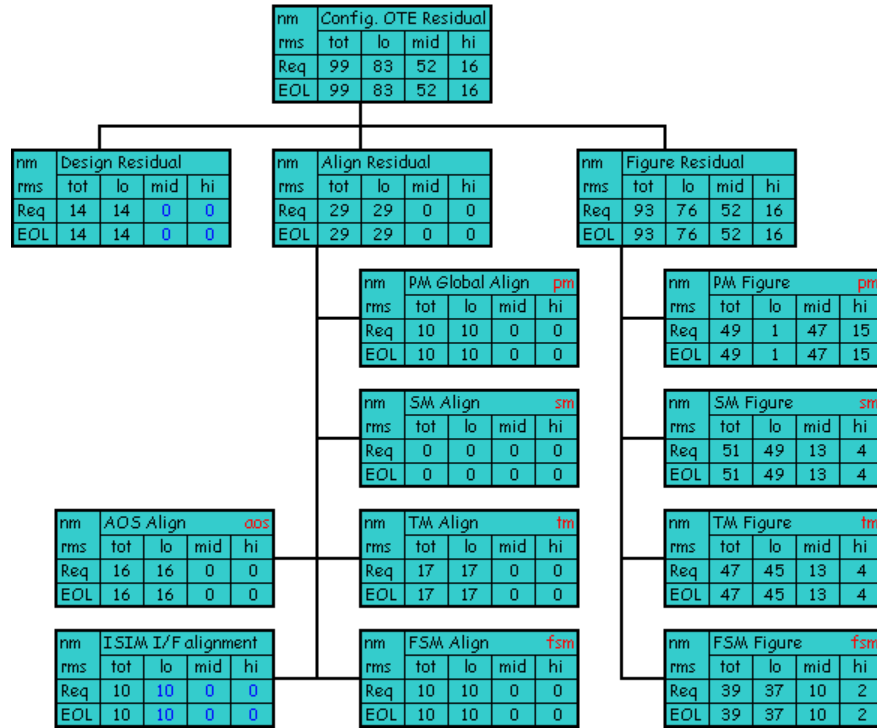 nm Config. OTE Residual
rms tot lo mid hi
Req 99 83 52 16
EOL 99 83 52 16
nm Design Residual
rms tot lo mid hi
Req 14 14 0 0
EOL 14 14 0 0
nm Align Residual
rms tot lo mid hi
Req 29 29 0 0
EOL 29 29 0 0
nm Figure Residual
rms tot lo mid hi
Req 93 76 52 16
EOL 93 76 52 16
nm PM Global Align pm
rms tot lo mid hi
Req 10 10 0 0
EOL 10 10 0 0
nm PM Figure pm
rms tot lo mid hi
Req 49 1 47 15
EOL 49 1 47 15
nm SM Align sm
rms tot lo mid hi
Req 0 0 0 0
EOL 0 0 0 0
nm SM Figure sm
rms tot lo mid hi
Req 51 49 13 4
EOL 51 49 13 4
nm AOS Align aos
rms tot lo mid hi
Req 16 16 0 0
EOL 16 16 0 0
nm TM Align tm
rms tot lo mid hi
Req 17 17 0 0
EOL 17 17 0 0
nm TM Figure tm
rms tot lo mid hi
Req 47 45 13 4
EOL 47 45 13 4
nm ISIM I/F alignment
rms tot lo mid hi
Req 10 10 0 0
EOL 10 10 0 0
nm FSM Align fsm
rms tot lo mid hi
Req 10 10 0 0
EOL 10 10 0 0
nm FSM Figure fsm
rms tot lo mid hi
Req 39 37 10 2
EOL 39 37 10 2